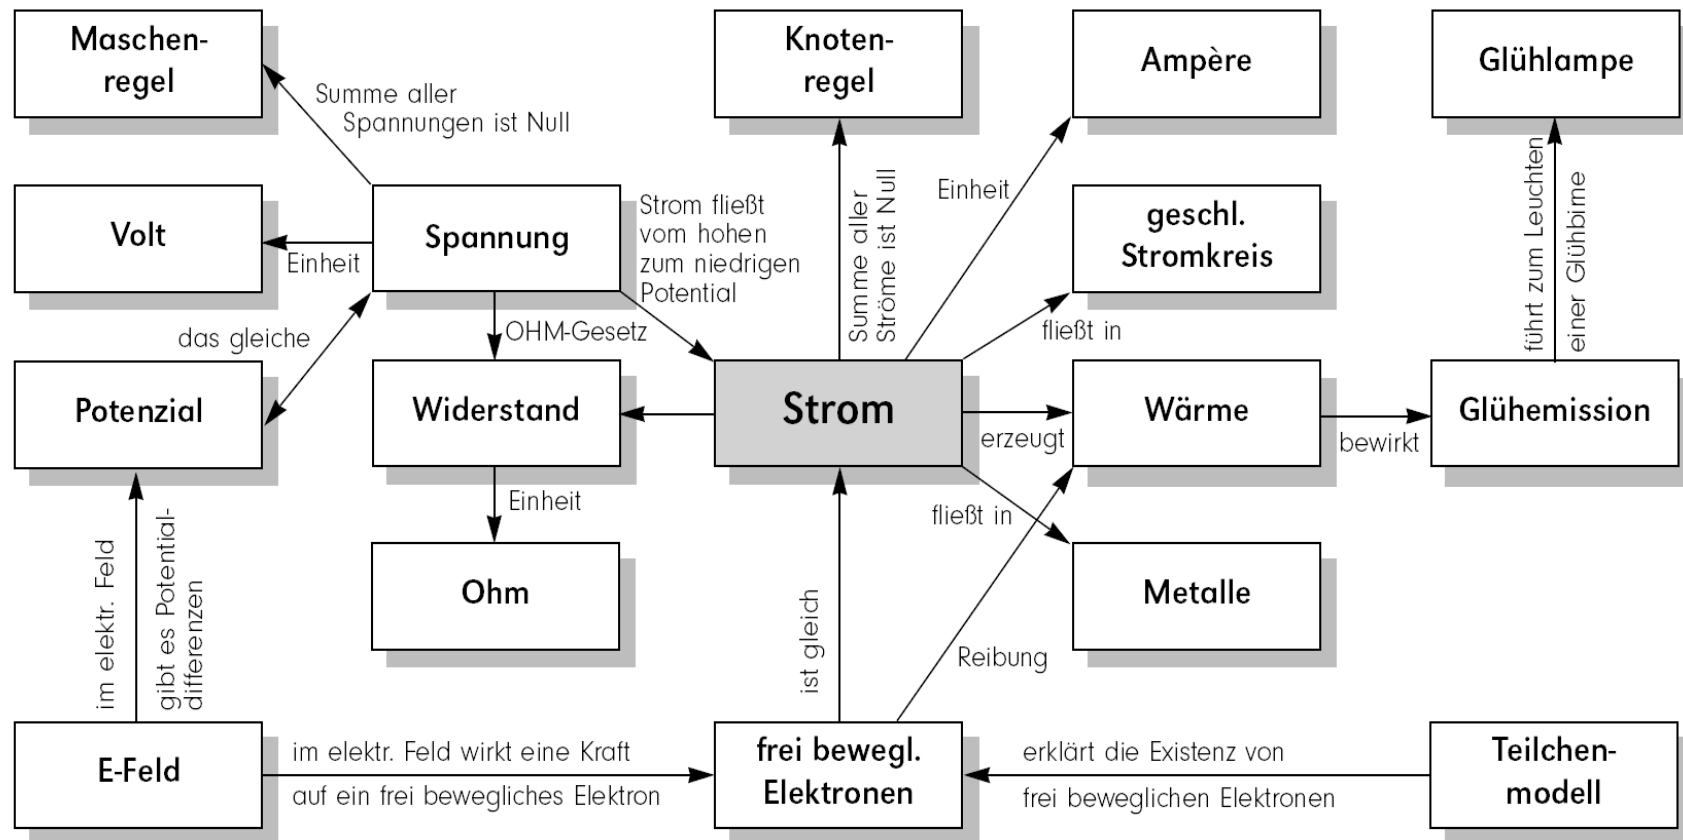 Maschen-
regel
Summe aller
Spannungen ist Null
Knoten-
regel
Ampère
Glühlampe
Volt
Einheit
Spannung
Strom fließt
vom hohen
zum niedrigen
Potential
Summe aller
Ströme ist Null
Einheit
geschl.
Stromkreis
führt zum Leuchten
einer Glühbirne
das gleiche
OHM-Gesetz
fließt in
Potenzial
Widerstand
Strom
erzeugt
Wärme
bewirkt
Glühemission
Einheit
fließt in
im elektr. Feld
gibt es Potential-
differenzen
Ohm
ist gleich
Reibung
Metalle
E-Feld
im elektr. Feld wirkt eine Kraft
auf ein frei bewegliches Elektron
frei bewegl.
Elektronen
erklärt die Existenz von
frei beweglichen Elektronen
Teilchen-
modell